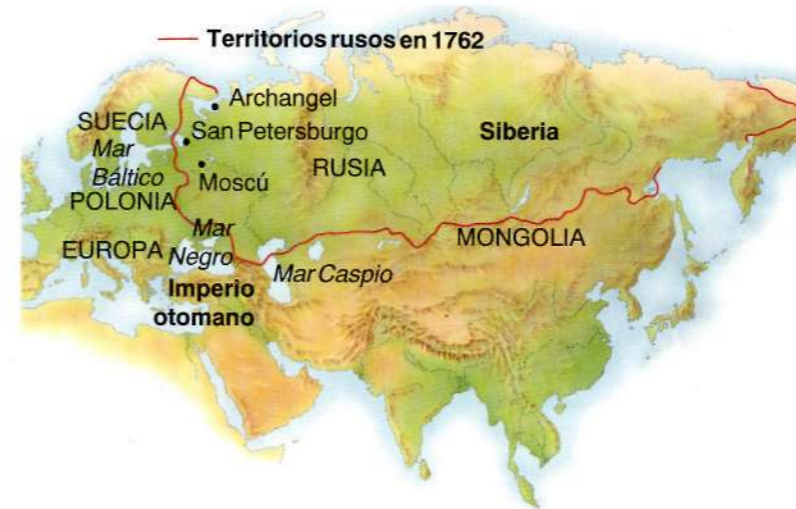 Territorios rusos en 1762
Archangel
SUECIA
San Petersburgo
Siberia
Mar
Báltico
RUSIA
Moscú
POLONIA
Mar
Negro
MONGOLIA
EUROPA
Mar Caspio
Imperio
otomano